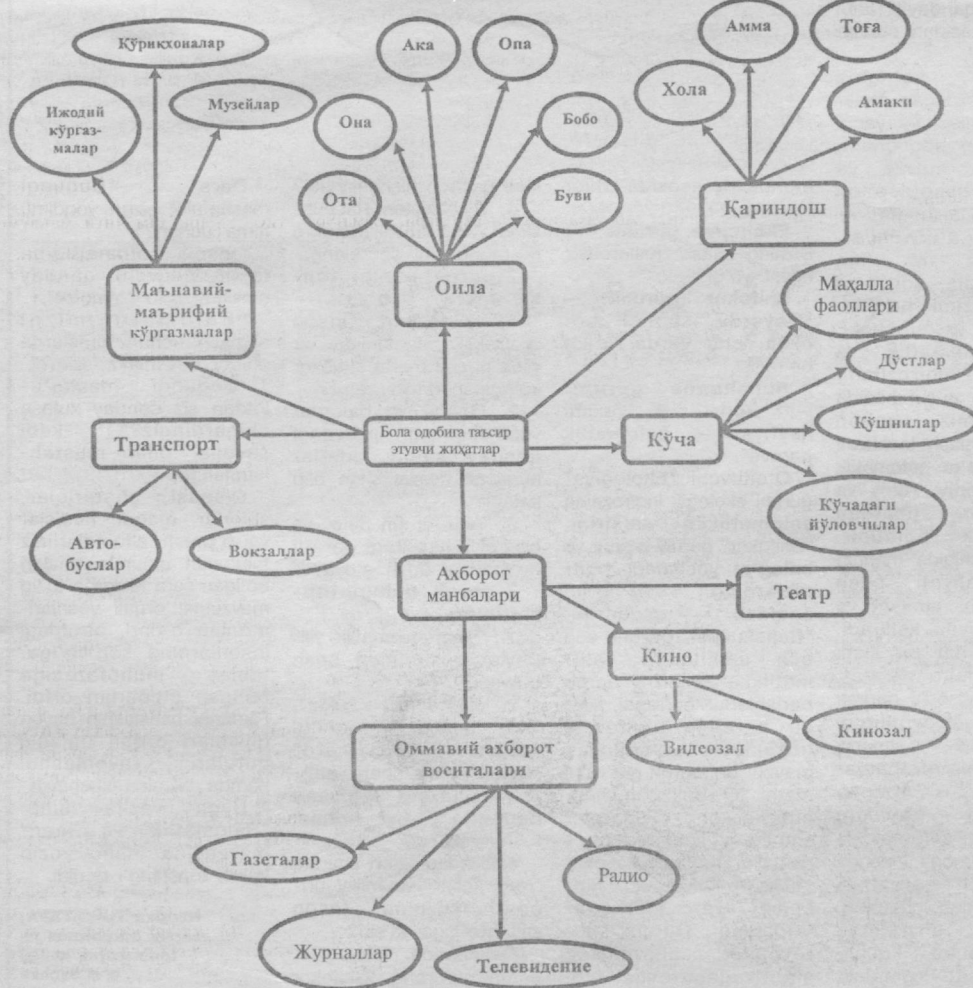 Амма
Тоға
Ака
Опа
Қўриқхоналар
Хола
Амаки
Музейлар
Ижодий
кўргаз-
малар
Она
Бобо
Ота
Буви
Қариндош
Маънавий-
маърифий
кўргазмалар
Оила
Маҳалла
фаоллари
Дўстлар
Транспорт
Бола одобига таъсир
этувчи жиҳатлар
Кўча
Қўшнилар
Кўчадаги
йўловчилар
Авто-
буслар
Вокзаллар
Ахборот
манбалари
Театр
Кино
Видеозал
Кинозал
Оммавий ахборот
воситалари
Газеталар
Радио
Журналлар
Телевидение